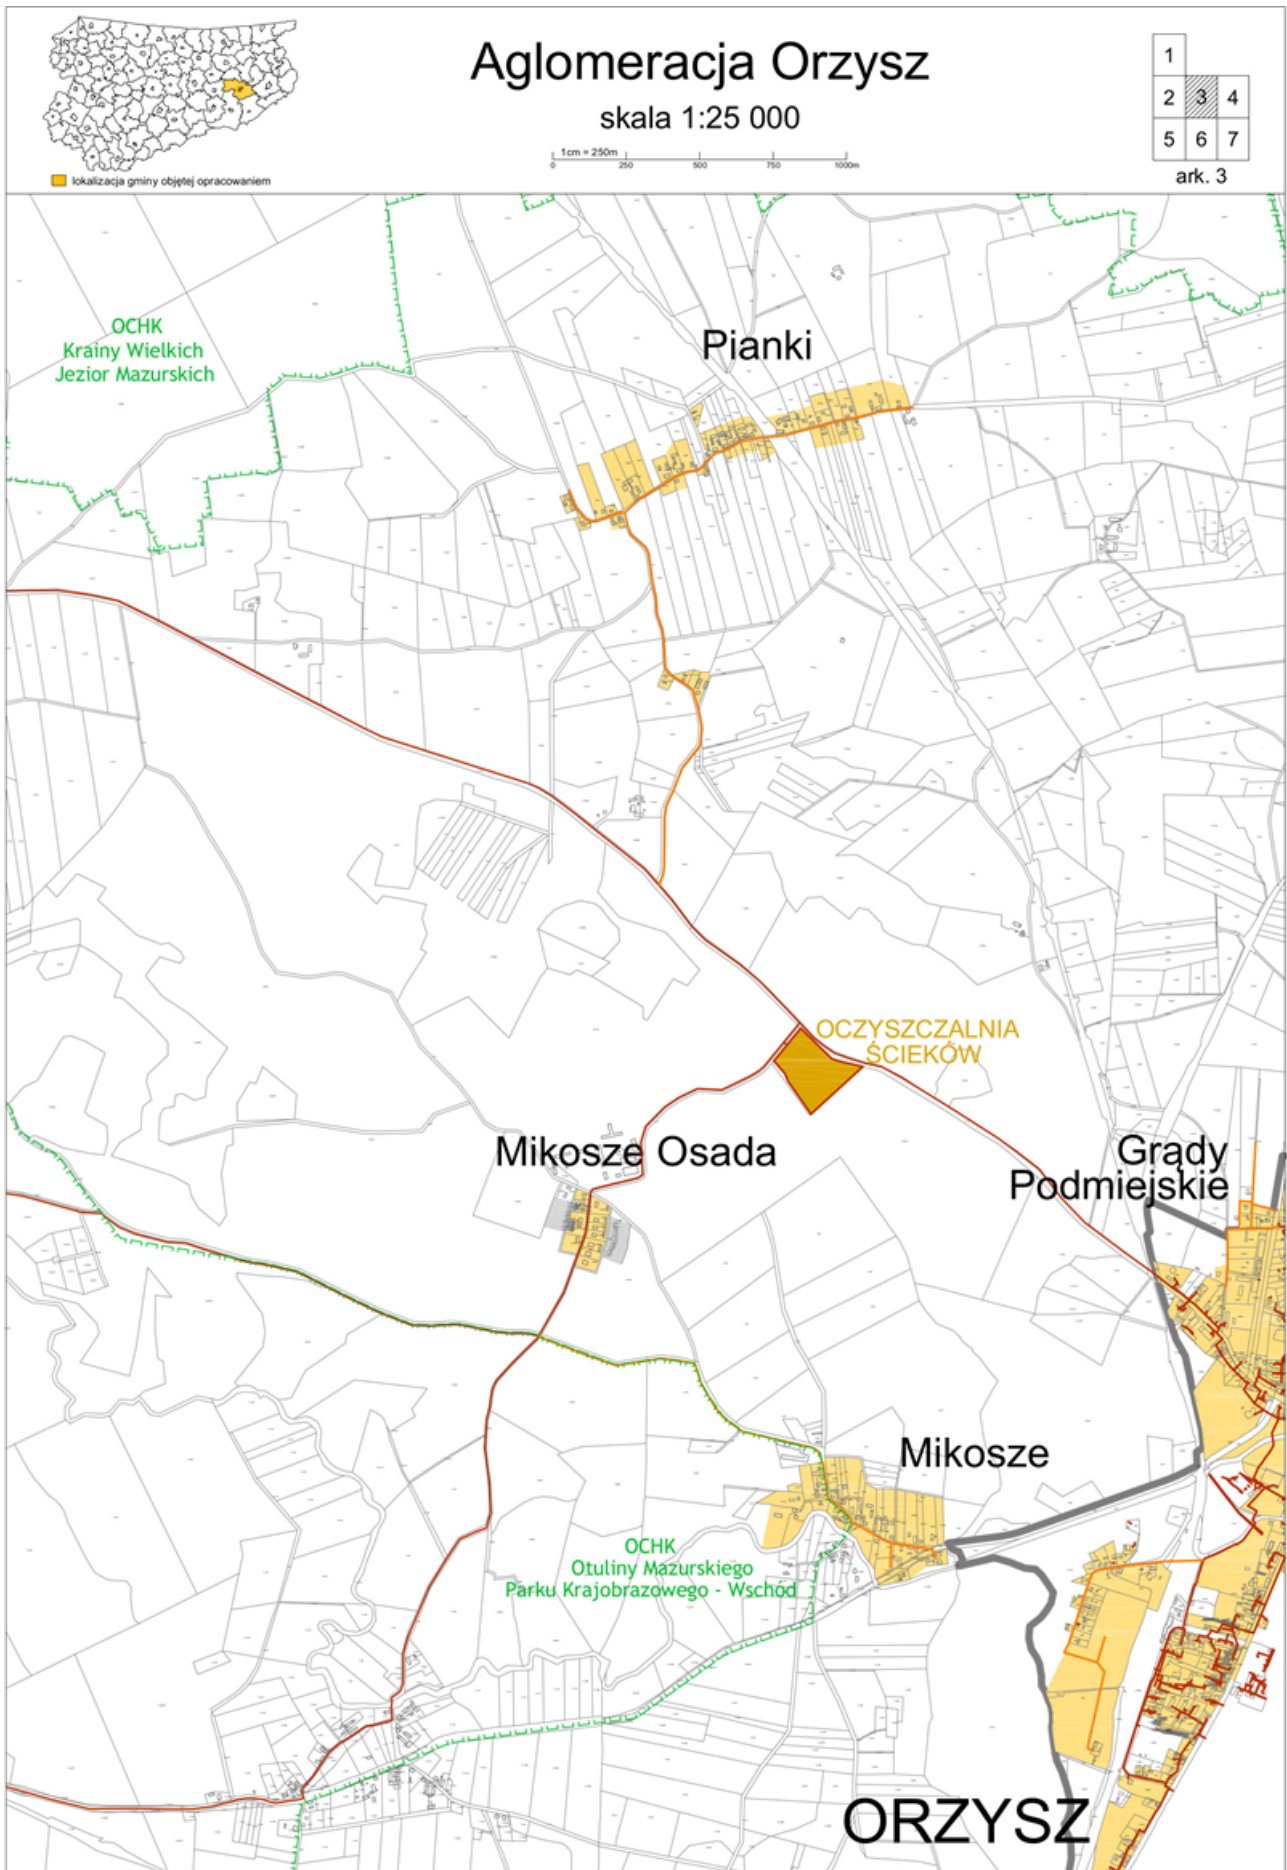 Aglomeracja Orzysz
skala 1:25 000
1cm = 250m
0 250 500 750 1000m
lokalizacja gminy objętej opracowaniem
1
2 3 4
5 6 7
ark. 3
OCHK
Krainy Wielkich
Jezior Mazurskich
Pianki
OCZYSZCZALNIA
ŚCIEKÓW
Mikosze Osada
Grądy
Podmiejskie
Mikosze
OCHK
Otuliny Mazurskiego
Parku Krajobrazowego - Wschód
ORZYSZ